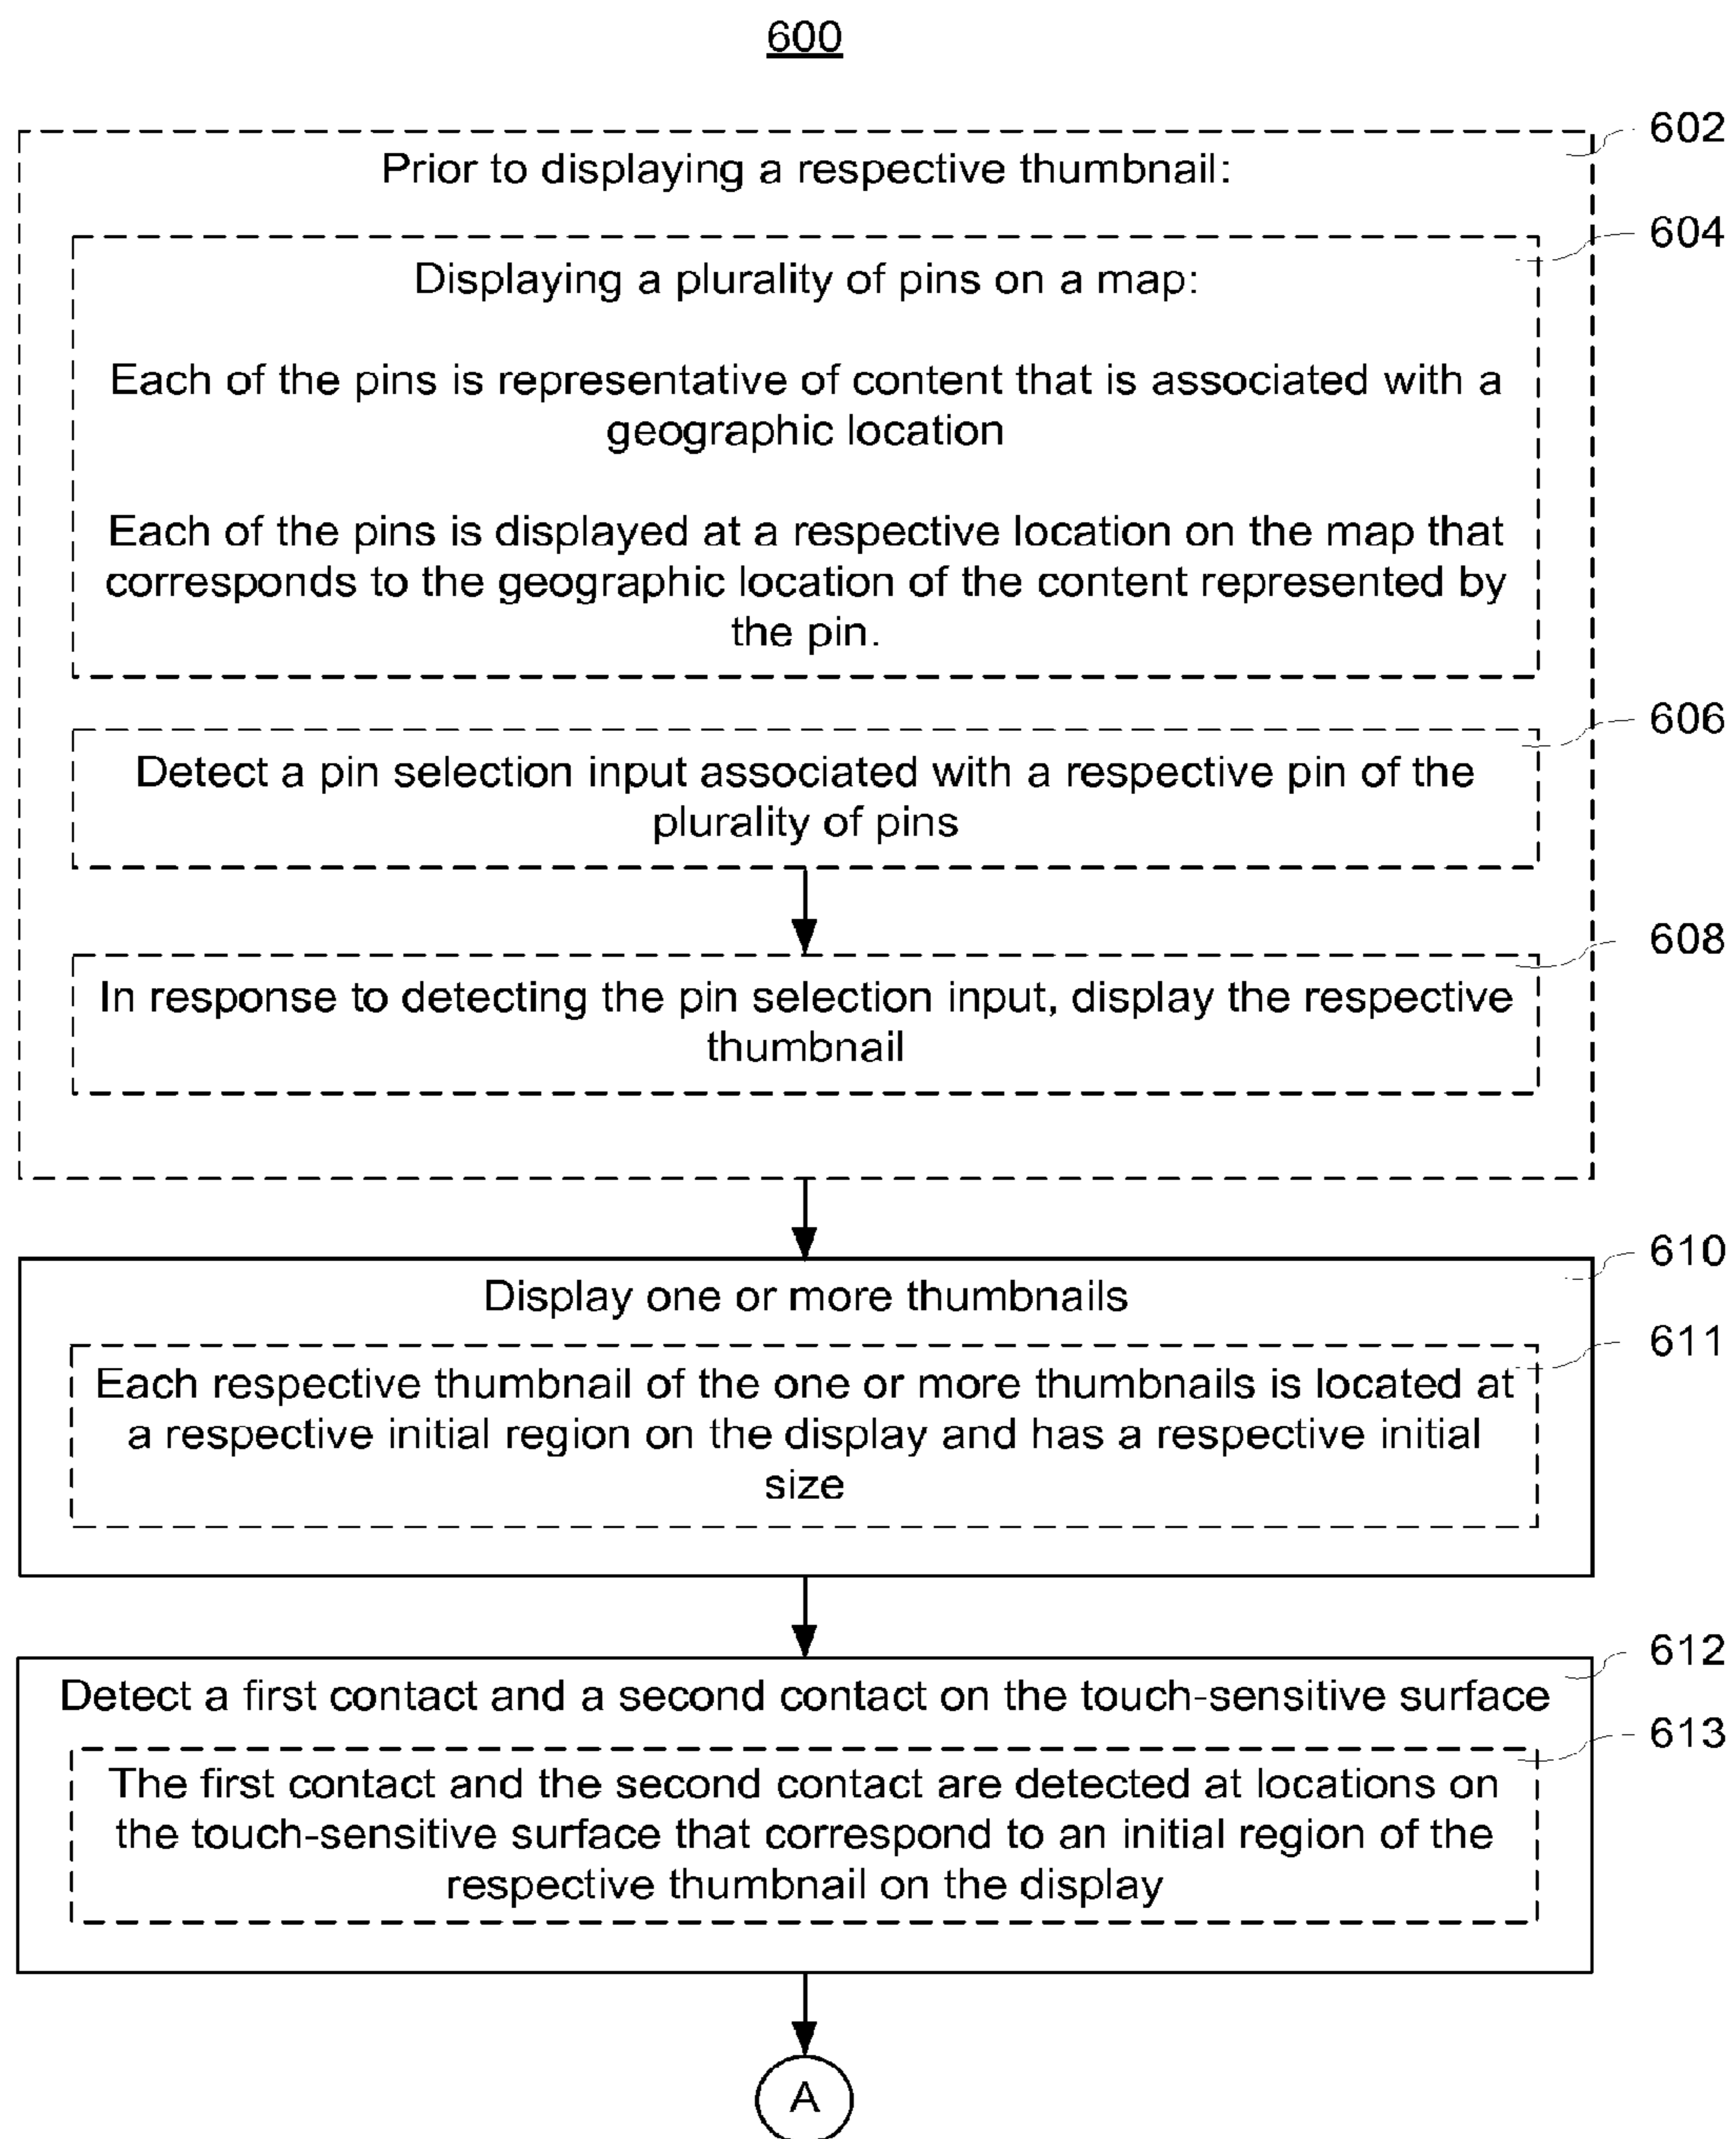 600
602
Prior to displaying a respective thumbnail:
604
Displaying a plurality of pins on a map:
Each of the pins is representative of content that is associated with a
geographic location
Each of the pins is displayed at a respective location on the map that
corresponds to the geographic location of the content represented by
the pin.
606
Detect a pin selection input associated with a respective pin of the
plurality of pins
608
In response to detecting the pin selection input, display the respective
thumbnail
610
Display one or more thumbnails
611
Each respective thumbnail of the one or more thumbnails is located at
a respective initial region on the display and has a respective initial
size
612
Detect a first contact and a second contact on the touch-sensitive surface
613
The first contact and the second contact are detected at locations on
the touch-sensitive surface that correspond to an initial region of the
respective thumbnail on the display
A